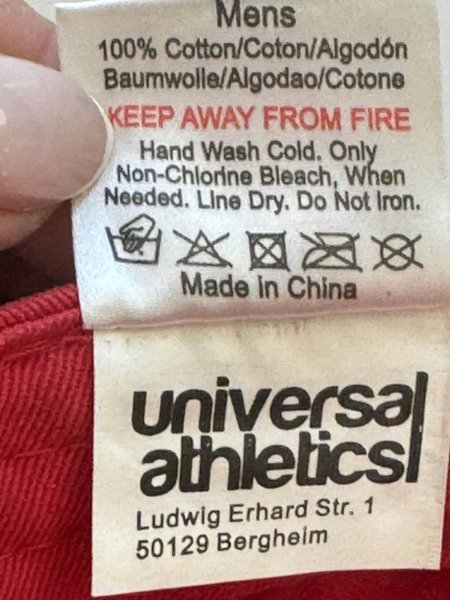 Mens
100% Cotton/Coton/Algodón
Baumwolle/Algodao/Cotone
KEEP AWAY FROM FIRE
Hand Wash Cold. Only
Non-Chlorine Bleach, When
Needed. Line Dry. Do Not Iron.
Made in China
universal
athletics
Ludwig Erhard Str. 1
50129 Bergheim